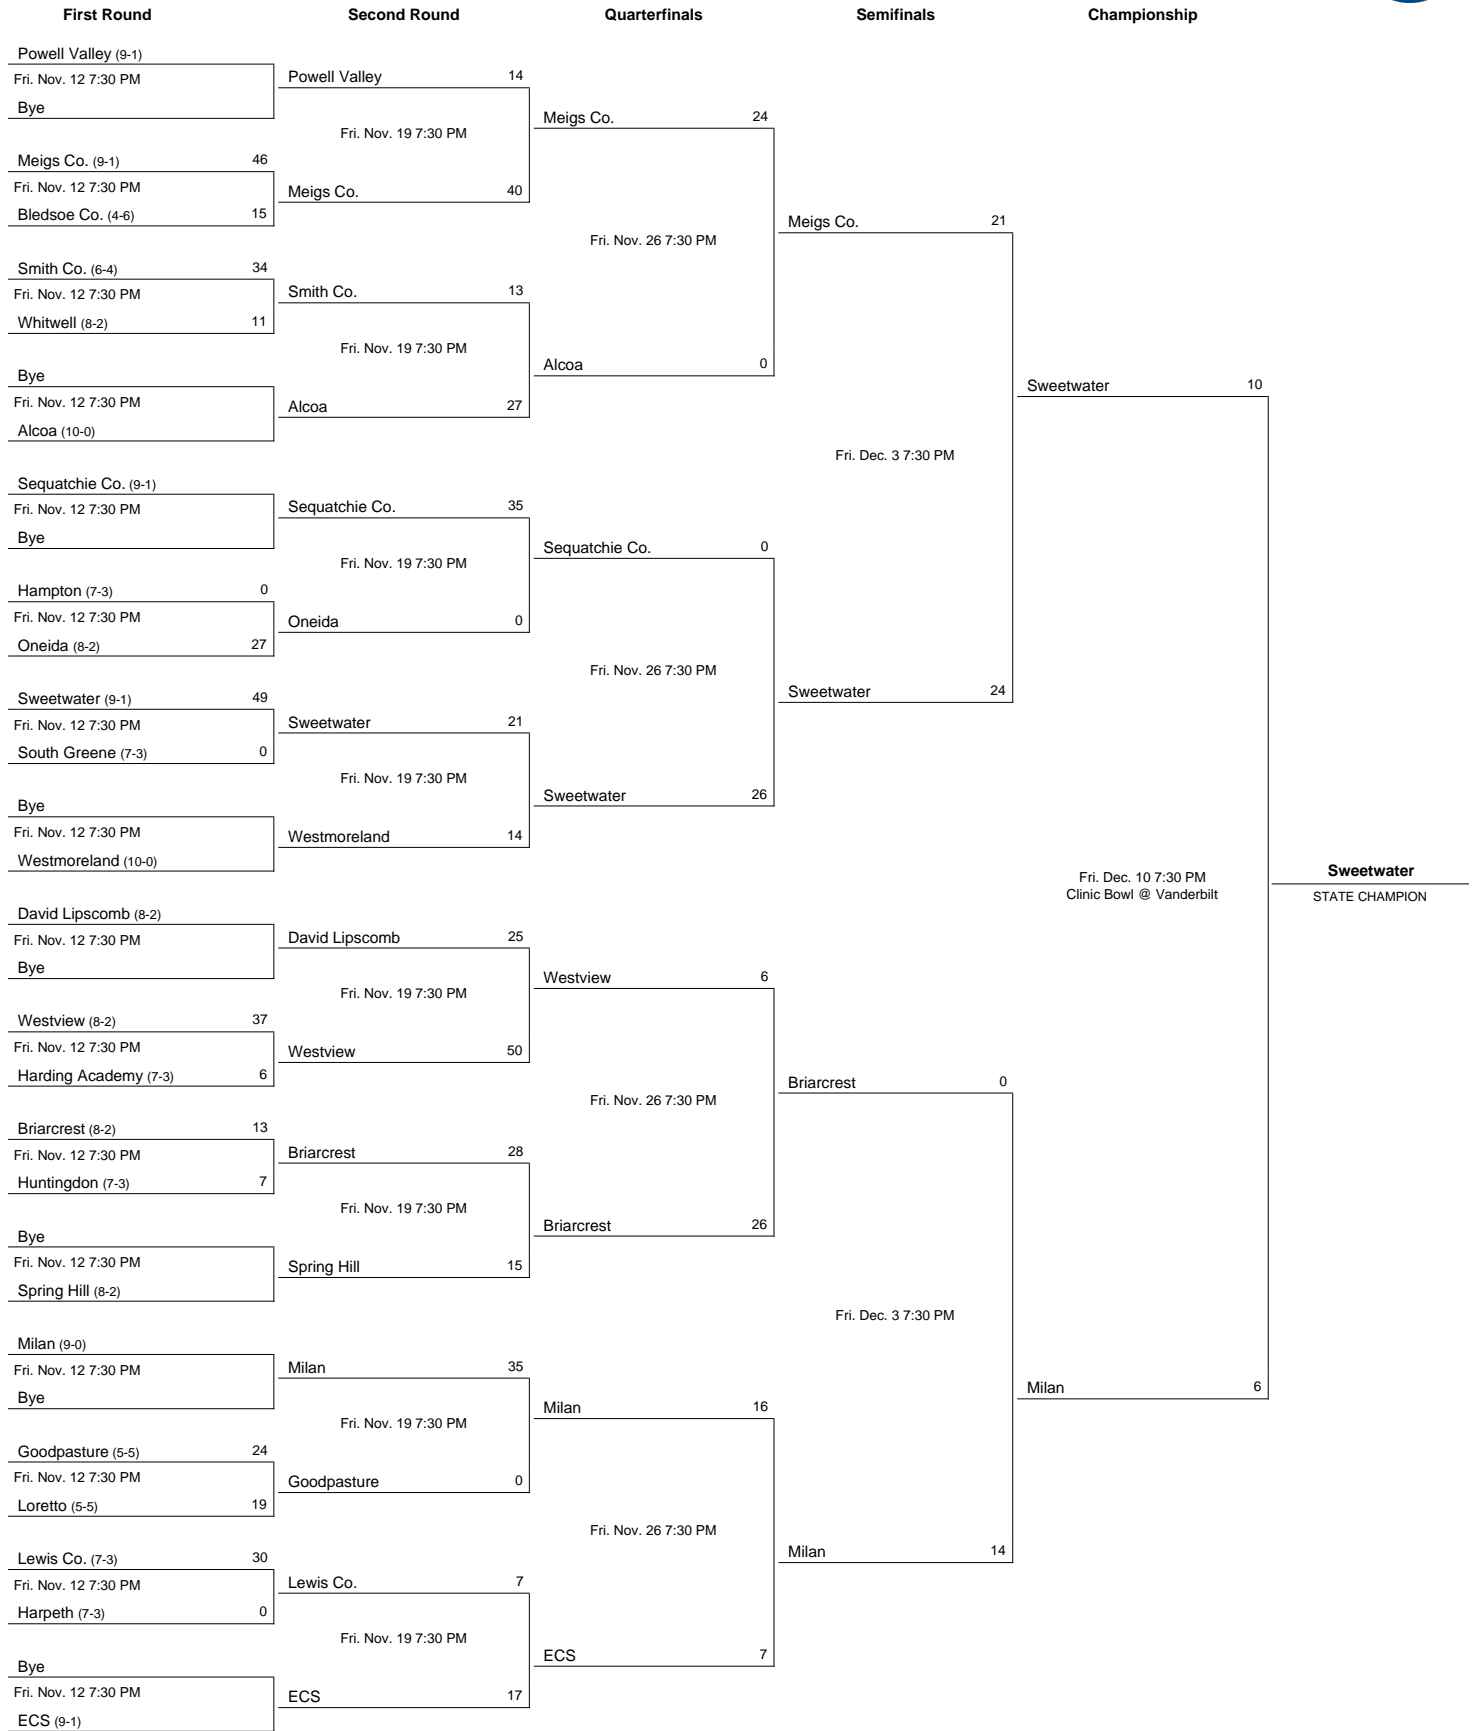 First Round
Second Round
Quarterfinals
Semifinals
Championship
Powell Valley (9-1)
Fri. Nov. 12 7:30 PM
Bye
Meigs Co. (9-1) 46
Fri. Nov. 12 7:30 PM
Bledsoe Co. (4-6) 15
Smith Co. (6-4) 34
Fri. Nov. 12 7:30 PM
Whitwell (8-2) 11
Bye
Fri. Nov. 12 7:30 PM
Alcoa (10-0)
Sequatchie Co. (9-1)
Fri. Nov. 12 7:30 PM
Bye
Hampton (7-3) 0
Fri. Nov. 12 7:30 PM
Oneida (8-2) 27
Sweetwater (9-1) 49
Fri. Nov. 12 7:30 PM
South Greene (7-3) 0
Bye
Fri. Nov. 12 7:30 PM
Westmoreland (10-0)
David Lipscomb (8-2)
Fri. Nov. 12 7:30 PM
Bye
Westview (8-2) 37
Fri. Nov. 12 7:30 PM
Harding Academy (7-3) 6
Briarcrest (8-2) 13
Fri. Nov. 12 7:30 PM
Huntingdon (7-3) 7
Bye
Fri. Nov. 12 7:30 PM
Spring Hill (8-2)
Milan (9-0)
Fri. Nov. 12 7:30 PM
Bye
Goodpasture (5-5) 24
Fri. Nov. 12 7:30 PM
Loretto (5-5) 19
Lewis Co. (7-3) 30
Fri. Nov. 12 7:30 PM
Harpeth (7-3) 0
Bye
Fri. Nov. 12 7:30 PM
ECS (9-1)
Powell Valley 14
Fri. Nov. 19 7:30 PM
Meigs Co. 40
Smith Co. 13
Fri. Nov. 19 7:30 PM
Alcoa 27
Sequatchie Co. 35
Fri. Nov. 19 7:30 PM
Oneida 0
Sweetwater 21
Fri. Nov. 19 7:30 PM
Westmoreland 14
David Lipscomb 25
Fri. Nov. 19 7:30 PM
Westview 50
Briarcrest 28
Fri. Nov. 19 7:30 PM
Spring Hill 15
Milan 35
Fri. Nov. 19 7:30 PM
Goodpasture 0
Lewis Co. 7
Fri. Nov. 19 7:30 PM
ECS 17
Meigs Co. 24
Fri. Nov. 26 7:30 PM
Alcoa 0
Sequatchie Co. 0
Fri. Nov. 26 7:30 PM
Sweetwater 26
Westview 6
Fri. Nov. 26 7:30 PM
Briarcrest 26
Milan 16
Fri. Nov. 26 7:30 PM
ECS 7
Meigs Co. 21
Fri. Dec. 3 7:30 PM
Sweetwater 24
Briarcrest 0
Fri. Dec. 3 7:30 PM
Milan 14
Sweetwater 10
Fri. Dec. 10 7:30 PM
Clinic Bowl @ Vanderbilt
Milan 6
Sweetwater
STATE CHAMPION